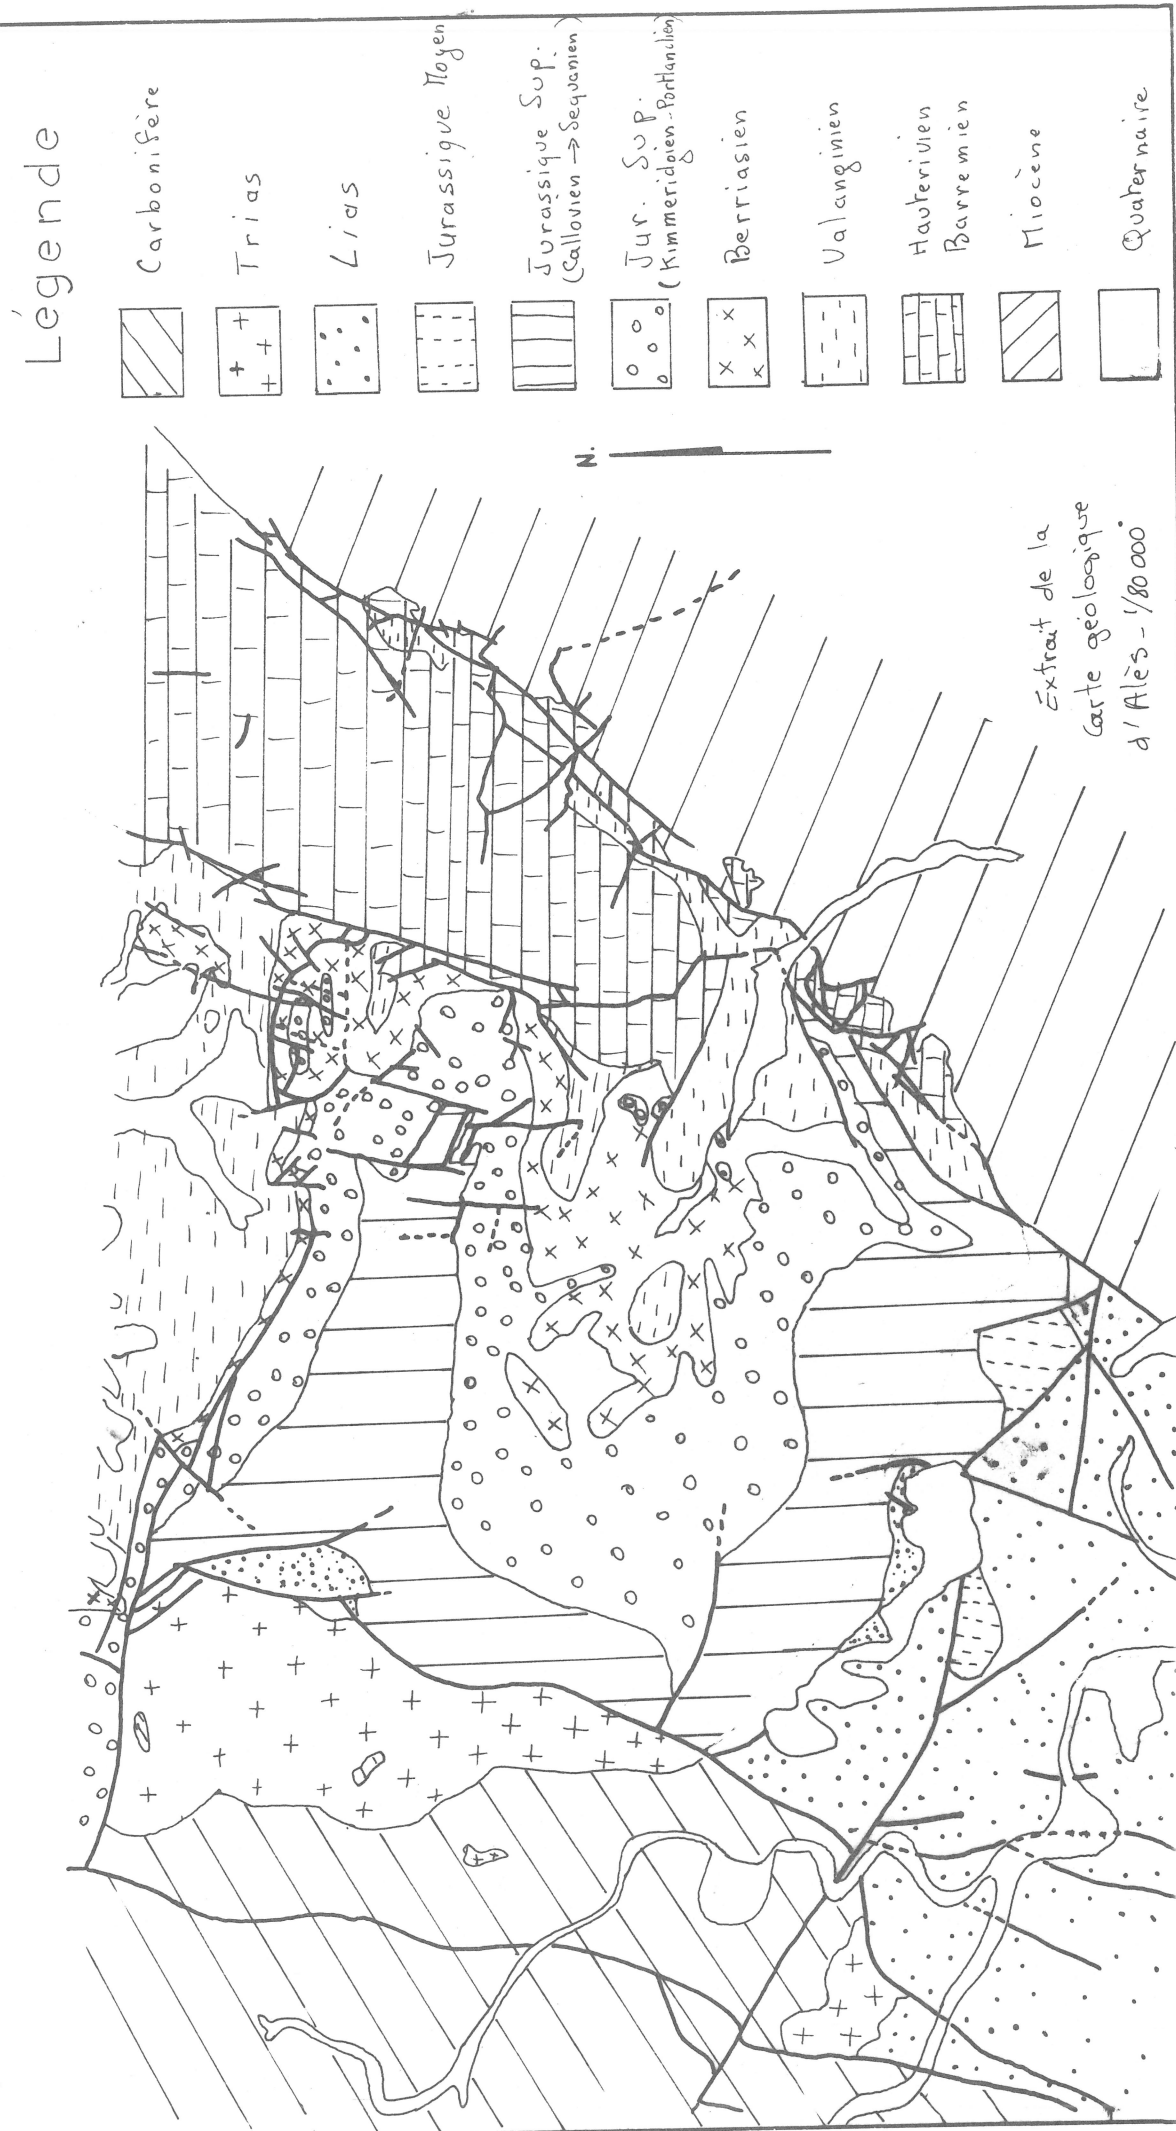 Légende
Carbonifère
Trias
Lias
Jurassique Moyen
Jurassique Sup.
(Callovien → Sequanien)
Jur. Sup.
(Kimmeridgien-Portlandien)
Berriasien
Valanginien
Hauterivien
Barremien
Miocène
Quaternaire
N.
Extrait de la
Carte géologique
d'Alès - 1/80 000°